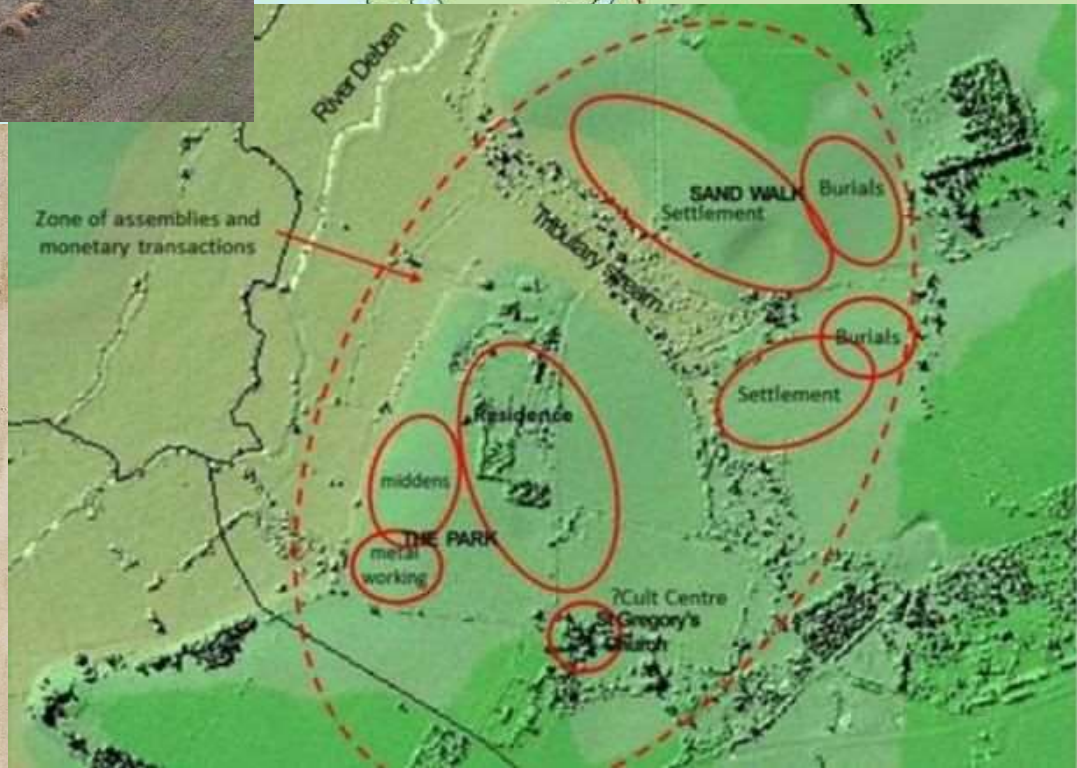 River Deben
Zone of assemblies and
monetary transactions
SAND WALK
Settlement
Burials
Tributary stream
Burials
Settlement
Residence
middens
THE PARK
metal
working
?Cult Centre
St Gregory's
Church